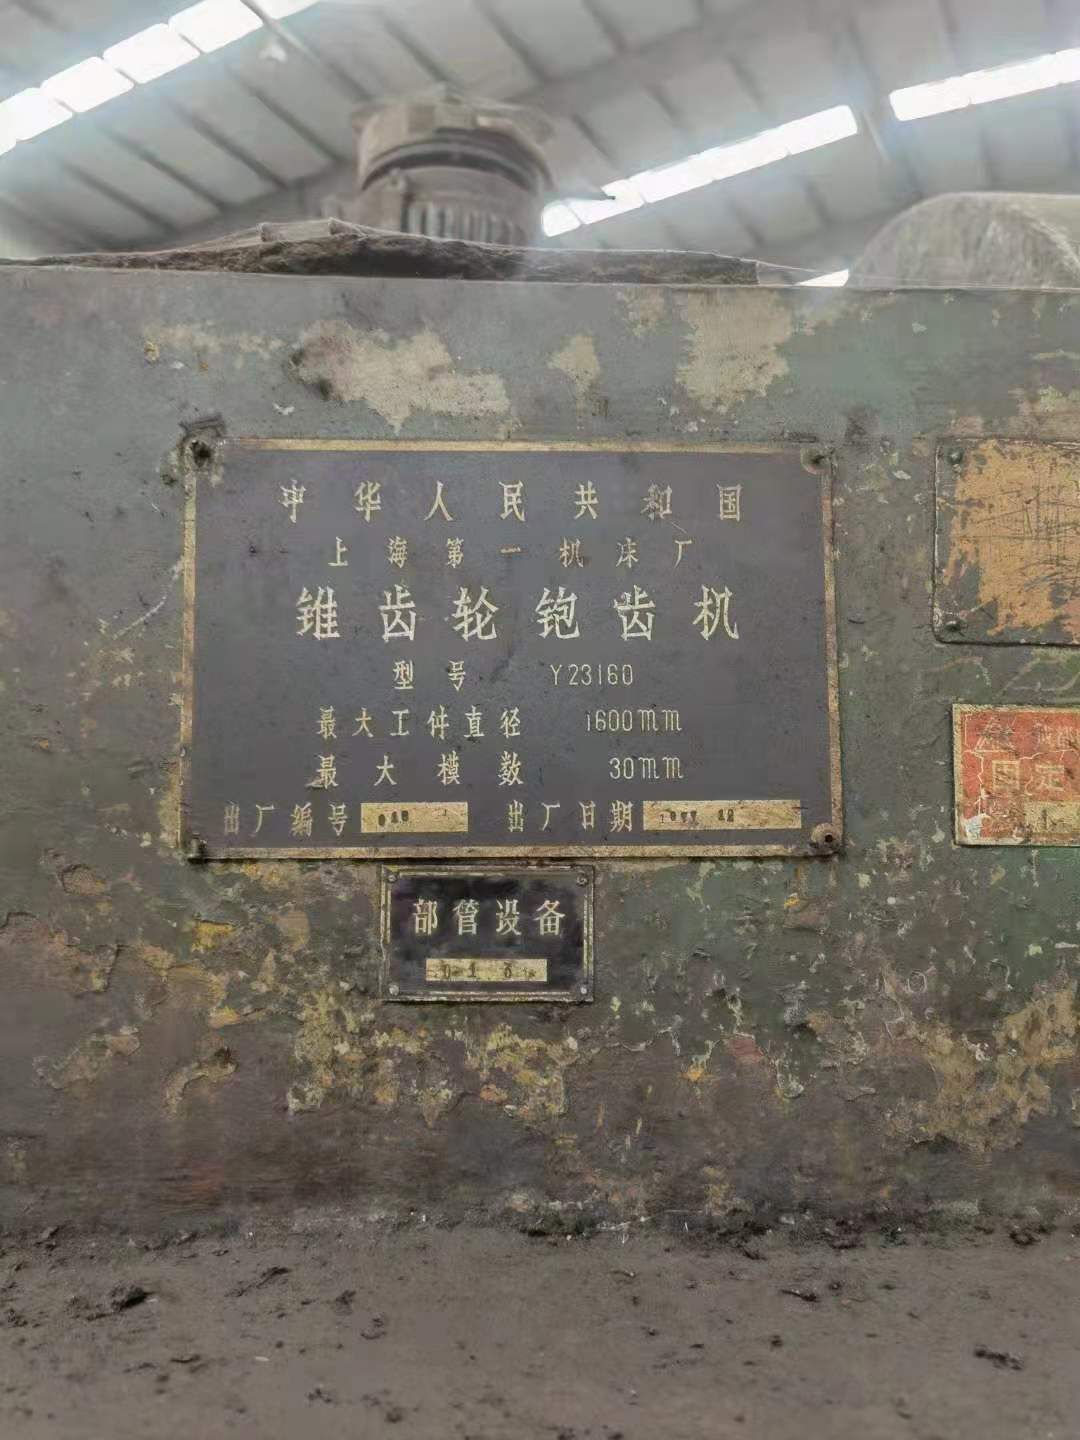 中华人民共和国
上海第一机床厂
锥齿轮铇齿机
型号 Y23160
最大工件直径 1600mm
最大模数 30mm
出厂编号 出厂日期
部管设备
固定